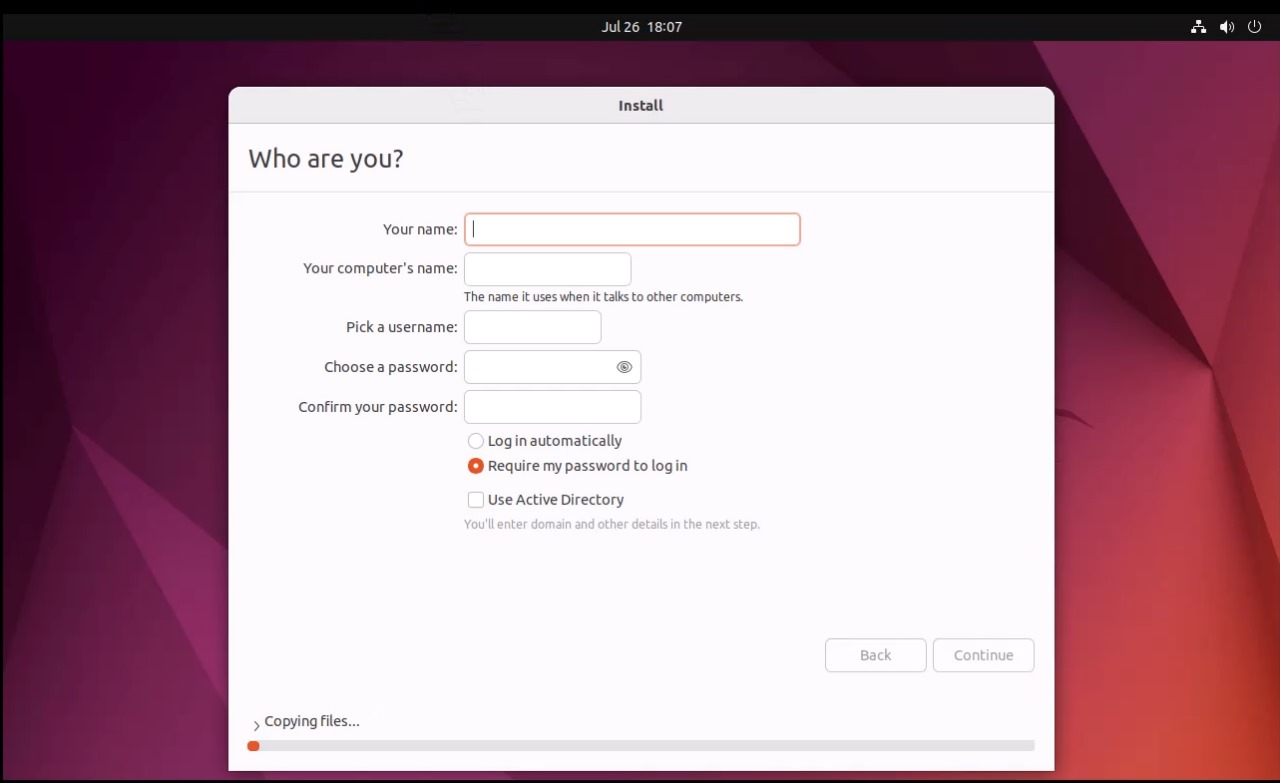 Jul 26 18:07
Install
Who are you?
Your name:
Your computer's name:
The name it uses when it talks to other computers.
Pick a username:
Choose a password:
Confirm your password:
Log in automatically
Require my password to log in
Use Active Directory
You'll enter domain and other details in the next step.
Back Continue
Copying files...